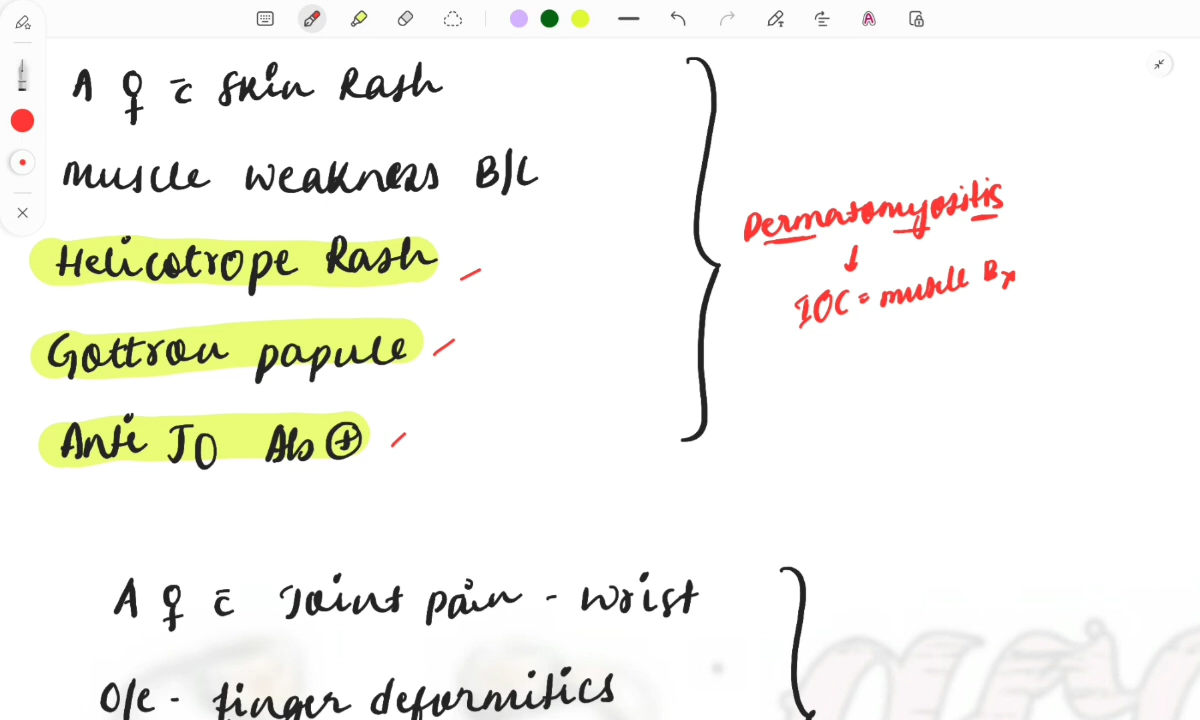 A ♀ c̄ Skin Rash
Muscle weakness B/L
Helicotrope Rash
Gottron papule
Anti JO Ab ⊕
Dermatomyositis
↓
IOC = muscle Bx
A ♀ c̄ Joint pain - wrist
O/E - finger deformities